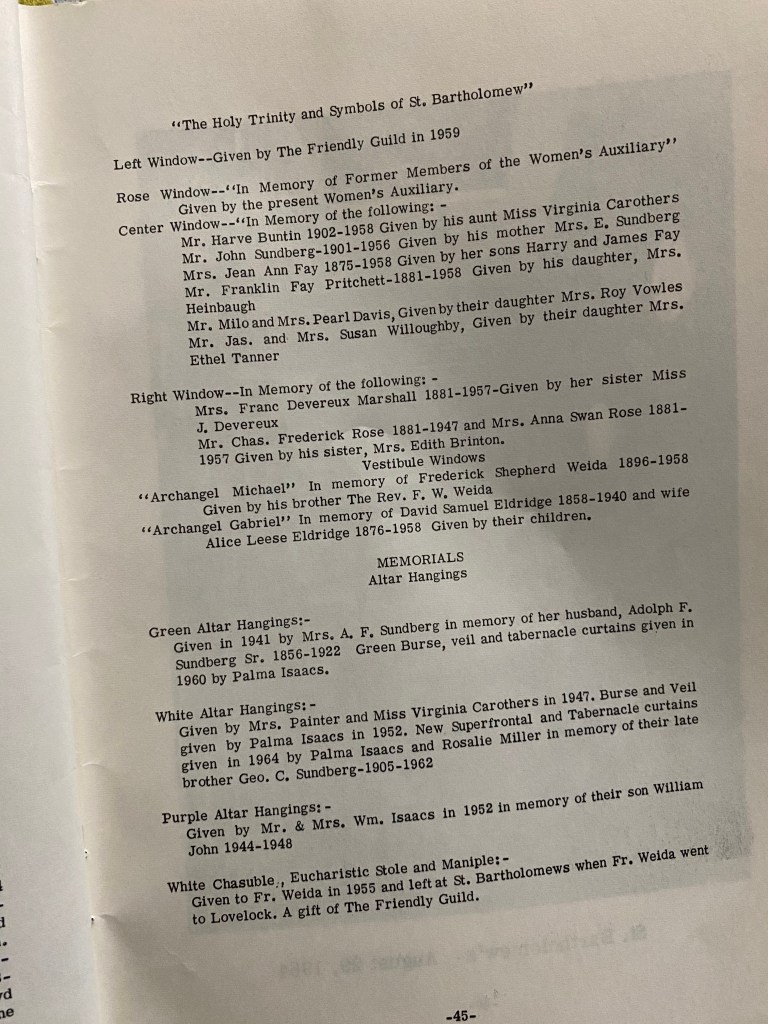 “The Holy Trinity and Symbols of St. Bartholomew”
Left Window--Given by The Friendly Guild in 1959
Rose Window--“In Memory of Former Members of the Women's Auxiliary”
Given by the present Women's Auxiliary.
Center Window--“In Memory of the following: -
Mr. Harve Buntin 1902-1958 Given by his aunt Miss Virginia Carothers
Mr. John Sundberg-1901-1956 Given by his mother Mrs. E. Sundberg
Mrs. Jean Ann Fay 1875-1958 Given by her sons Harry and James Fay
Mr. Franklin Fay Pritchett-1881-1958 Given by his daughter, Mrs.
Heinbaugh
Mr. Milo and Mrs. Pearl Davis, Given by their daughter Mrs. Roy Vowles
Mr. Jas. and Mrs. Susan Willoughby, Given by their daughter Mrs.
Ethel Tanner
Right Window--In Memory of the following: -
Mrs. Franc Devereux Marshall 1881-1957-Given by her sister Miss
J. Devereux
Mr. Chas. Frederick Rose 1881-1947 and Mrs. Anna Swan Rose 1881-
1957 Given by his sister, Mrs. Edith Brinton.
Vestibule Windows
“Archangel Michael” In memory of Frederick Shepherd Weida 1896-1958
Given by his brother The Rev. F. W. Weida
“Archangel Gabriel” In memory of David Samuel Eldridge 1858-1940 and wife
Alice Leese Eldridge 1876-1958 Given by their children.
MEMORIALS
Altar Hangings
Green Altar Hangings:-
Given in 1941 by Mrs. A. F. Sundberg in memory of her husband, Adolph F.
Sundberg Sr. 1856-1922 Green Burse, veil and tabernacle curtains given in
1960 by Palma Isaacs.
White Altar Hangings: -
Given by Mrs. Painter and Miss Virginia Carothers in 1947. Burse and Veil
given by Palma Isaacs in 1952. New Superfrontal and Tabernacle curtains
given in 1964 by Palma Isaacs and Rosalie Miller in memory of their late
brother Geo. C. Sundberg-1905-1962
Purple Altar Hangings: -
Given by Mr. & Mrs. Wm. Isaacs in 1952 in memory of their son William
John 1944-1948
White Chasuble, Eucharistic Stole and Maniple:-
Given to Fr. Weida in 1955 and left at St. Bartholomews when Fr. Weida went
to Lovelock. A gift of The Friendly Guild.
-45-